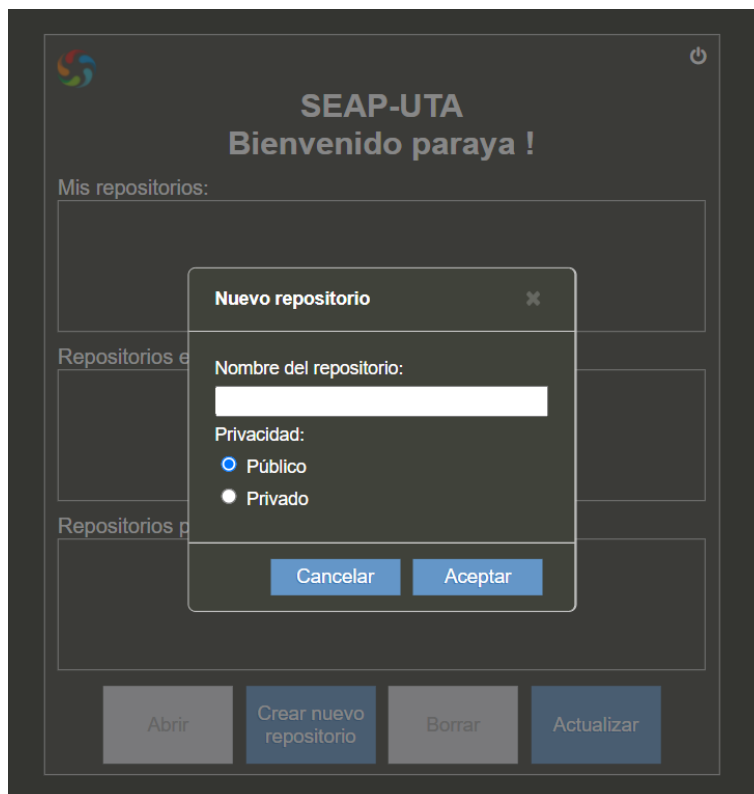 SEAP-UTA
Bienvenido paraya !
Mis repositorios:
Nuevo repositorio
Repositorios
Nombre del repositorio:
Privacidad:
Público
Privado
Repositorios
Cancelar Aceptar
Abrir
Crear nuevo
repositorio
Borrar
Actualizar